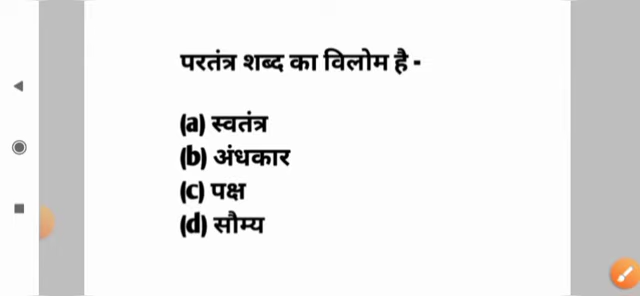 परतंत्र शब्द का विलोम है -
(a) स्वतंत्र
(b) अंधकार
(c) पक्ष
(d) सौम्य